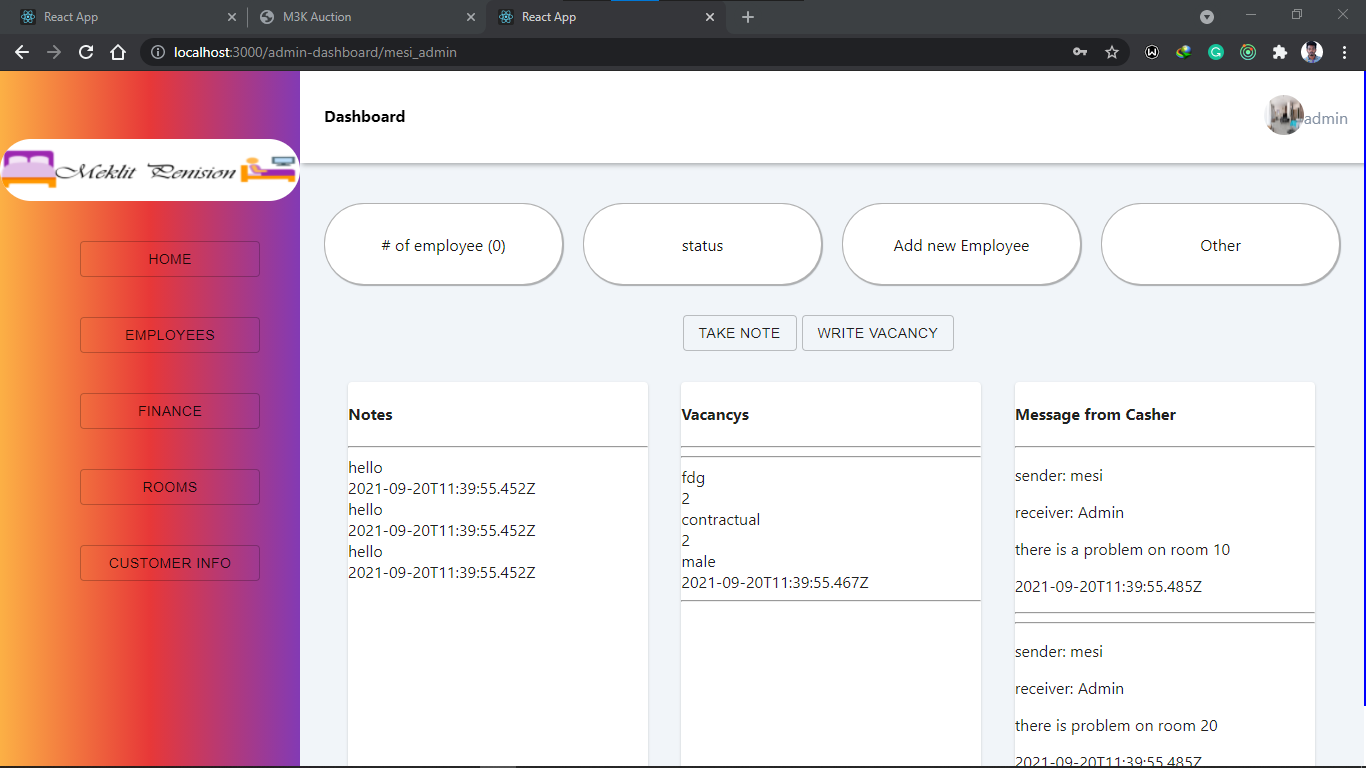 React App
M3K Auction
React App
localhost:3000/admin-dashboard/mesi_admin
Meklit Penision
HOME
EMPLOYEES
FINANCE
ROOMS
CUSTOMER INFO
Dashboard
admin
# of employee (0)
status
Add new Employee
Other
TAKE NOTE
WRITE VACANCY
Notes
hello
2021-09-20T11:39:55.452Z
hello
2021-09-20T11:39:55.452Z
hello
2021-09-20T11:39:55.452Z
Vacancys
fdg
2
contractual
2
male
2021-09-20T11:39:55.467Z
Message from Casher
sender: mesi
receiver: Admin
there is a problem on room 10
2021-09-20T11:39:55.485Z
sender: mesi
receiver: Admin
there is problem on room 20
2021-09-20T11:39:55.485Z